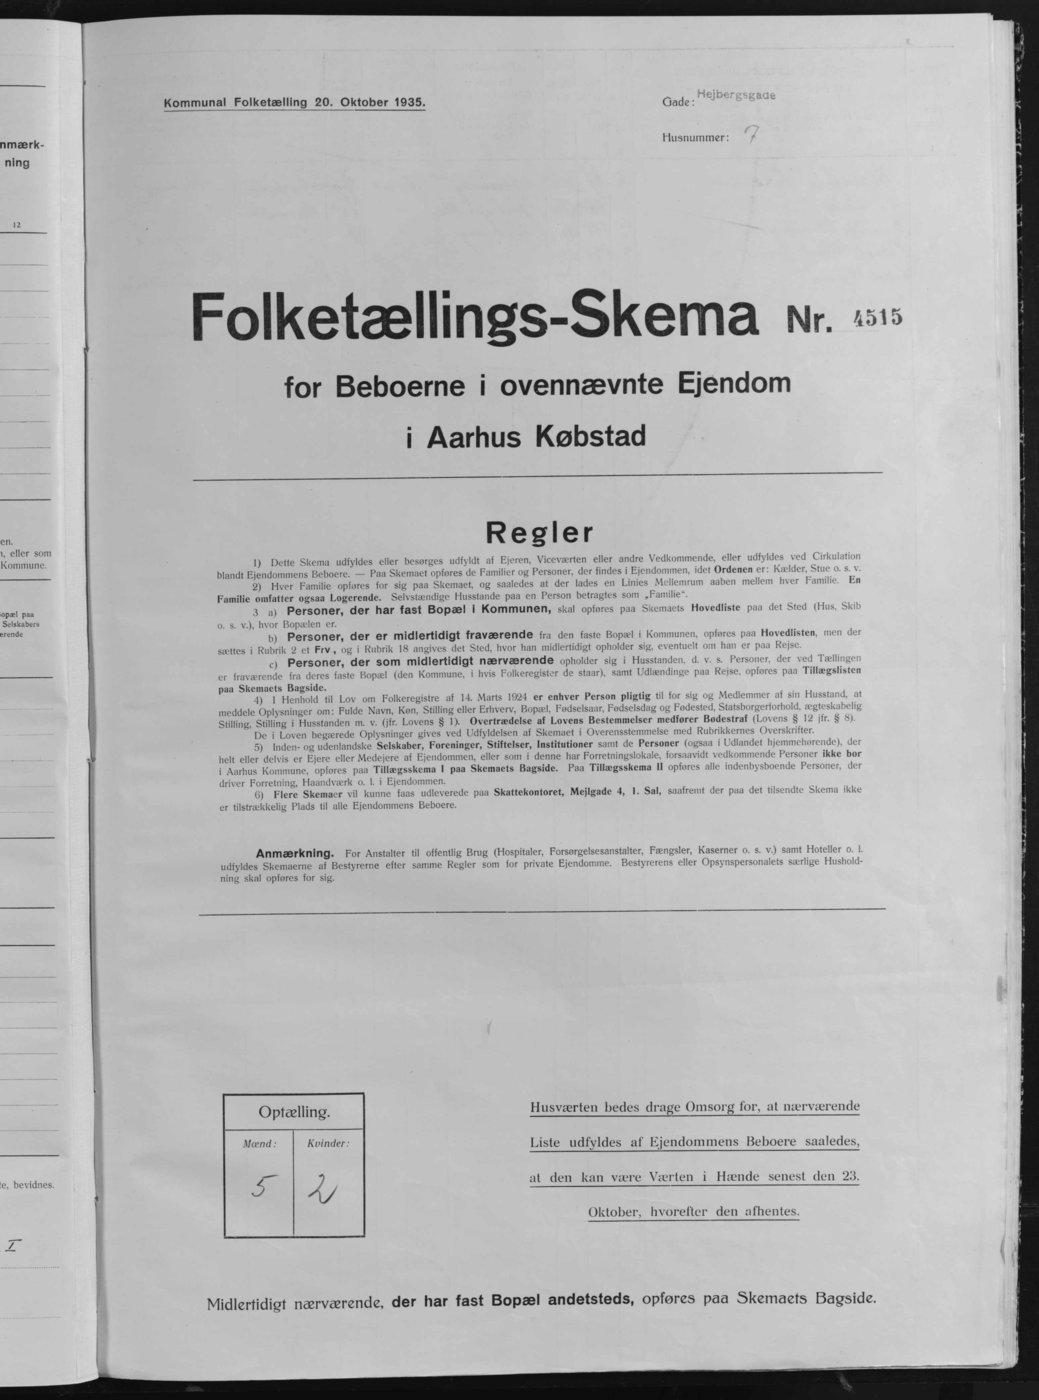 nmærk-
ning
12
en.
n, eller som
Kommune.
opæl paa
Selskabers
erende
te, bevidnes.
I
Kommunal Folketælling 20. Oktober 1935.
Gade: Hejbergsgade
Husnummer: 7
Folketællings-Skema Nr. 4515
for Beboerne i ovennævnte Ejendom
i Aarhus Købstad
Regler
1) Dette Skema udfyldes eller besørges udfyldt af Ejeren, Viceværten eller andre Vedkommende, eller udfyldes ved Cirkulation
blandt Ejendommens Beboere. — Paa Skemaet opføres de Familier og Personer, der findes i Ejendommen, idet Ordenen er: Kælder, Stue o. s. v.
2) Hver Familie opføres for sig paa Skemaet, og saaledes at der lades en Linies Mellemrum aaben mellem hver Familie. En
Familie omfatter ogsaa Logerende. Selvstændige Husstande paa en Person betragtes som „Familie“.
3 a) Personer, der har fast Bopæl i Kommunen, skal opføres paa Skemaets Hovedliste paa det Sted (Hus, Skib
o. s. v.), hvor Bopælen er.
b) Personer, der er midlertidigt fraværende fra den faste Bopæl i Kommunen, opføres paa Hovedlisten, men der
sættes i Rubrik 2 et Frv., og i Rubrik 18 angives det Sted, hvor han midlertidigt opholder sig, eventuelt om han er paa Rejse.
c) Personer, der som midlertidigt nærværende opholder sig i Husstanden, d. v. s. Personer, der ved Tællingen
er fraværende fra deres faste Bopæl (den Kommune, i hvis Folkeregister de staar), samt Udlændinge paa Rejse, opføres paa Tillægslisten
paa Skemaets Bagside.
4) I Henhold til Lov om Folkeregistre af 14. Marts 1924 er enhver Person pligtig til for sig og Medlemmer af sin Husstand, at
meddele Oplysninger om: Fulde Navn, Køn, Stilling eller Erhverv, Bopæl, Fødselsaar, Fødselsdag og Fødested, Statsborgerforhold, ægteskabelig
Stilling, Stilling i Husstanden m. v. (jfr. Lovens § 1). Overtrædelse af Lovens Bestemmelser medfører Bødestraf (Lovens § 12 jfr. § 8).
De i Loven begærede Oplysninger gives ved Udfyldelsen af Skemaet i Overensstemmelse med Rubrikkernes Overskrifter.
5) Inden- og udenlandske Selskaber, Foreninger, Stiftelser, Institutioner samt de Personer (ogsaa i Udlandet hjemmehørende), der
helt eller delvis er Ejere eller Medejere af Ejendommen, eller som i denne har Forretningslokale, forsaavidt vedkommende Personer ikke bor
i Aarhus Kommune, opføres paa Tillægsskema I paa Skemaets Bagside. Paa Tillægsskema II opføres alle indenbysboende Personer, der
driver Forretning, Haandværk o. l. i Ejendommen.
6) Flere Skemaer vil kunne faas udleverede paa Skattekontoret, Mejlgade 4, 1. Sal, saafremt der paa det tilsendte Skema ikke
er tilstrækkelig Plads til alle Ejendommens Beboere.
Anmærkning. For Anstalter til offentlig Brug (Hospitaler, Forsørgelsesanstalter, Fængsler, Kaserner o. s. v.) samt Hoteller o. l.
udfyldes Skemaerne af Bestyrerne efter samme Regler som for private Ejendomme. Bestyrerens eller Opsynspersonalets særlige Hushold-
ning skal opføres for sig.
Optælling.
Mænd: Kvinder:
5 2
Husværten bedes drage Omsorg for, at nærværende
Liste udfyldes af Ejendommens Beboere saaledes,
at den kan være Værten i Hænde senest den 23.
Oktober, hvorefter den afhentes.
Midlertidigt nærværende, der har fast Bopæl andetsteds, opføres paa Skemaets Bagside.